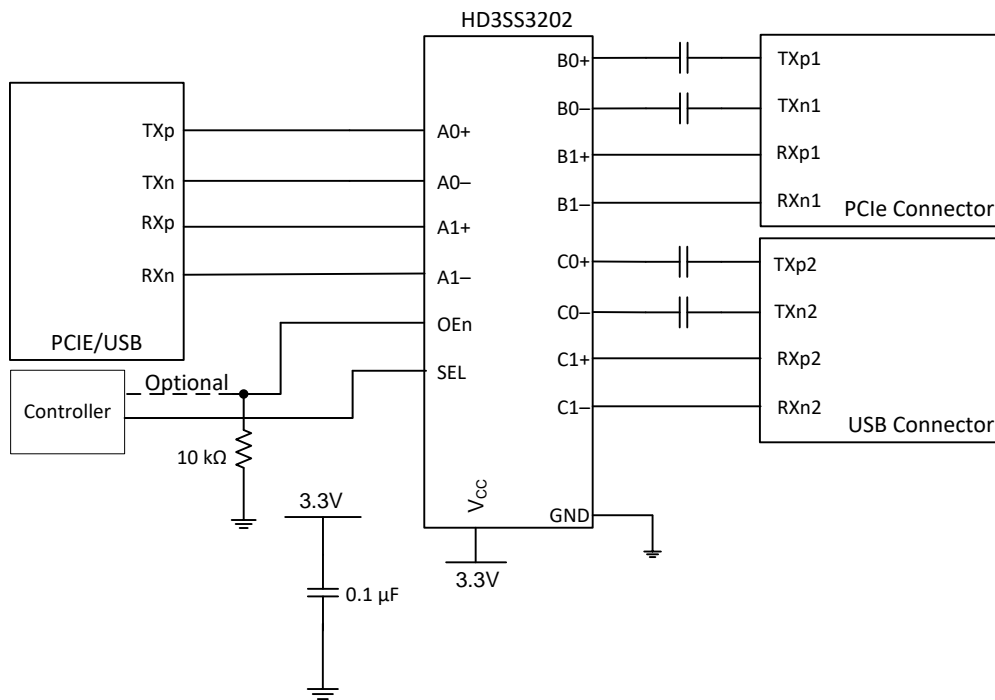 HD3SS3202
TXp
TXn
RXp
RXn
PCIE/USB
Controller
Optional
10 kΩ
3.3V
0.1 µF
A0+
A0–
A1+
A1–
OEn
SEL
VCC
3.3V
GND
B0+
B0–
B1+
B1–
C0+
C0–
C1+
C1–
TXp1
TXn1
RXp1
RXn1
PCIe Connector
TXp2
TXn2
RXp2
RXn2
USB Connector